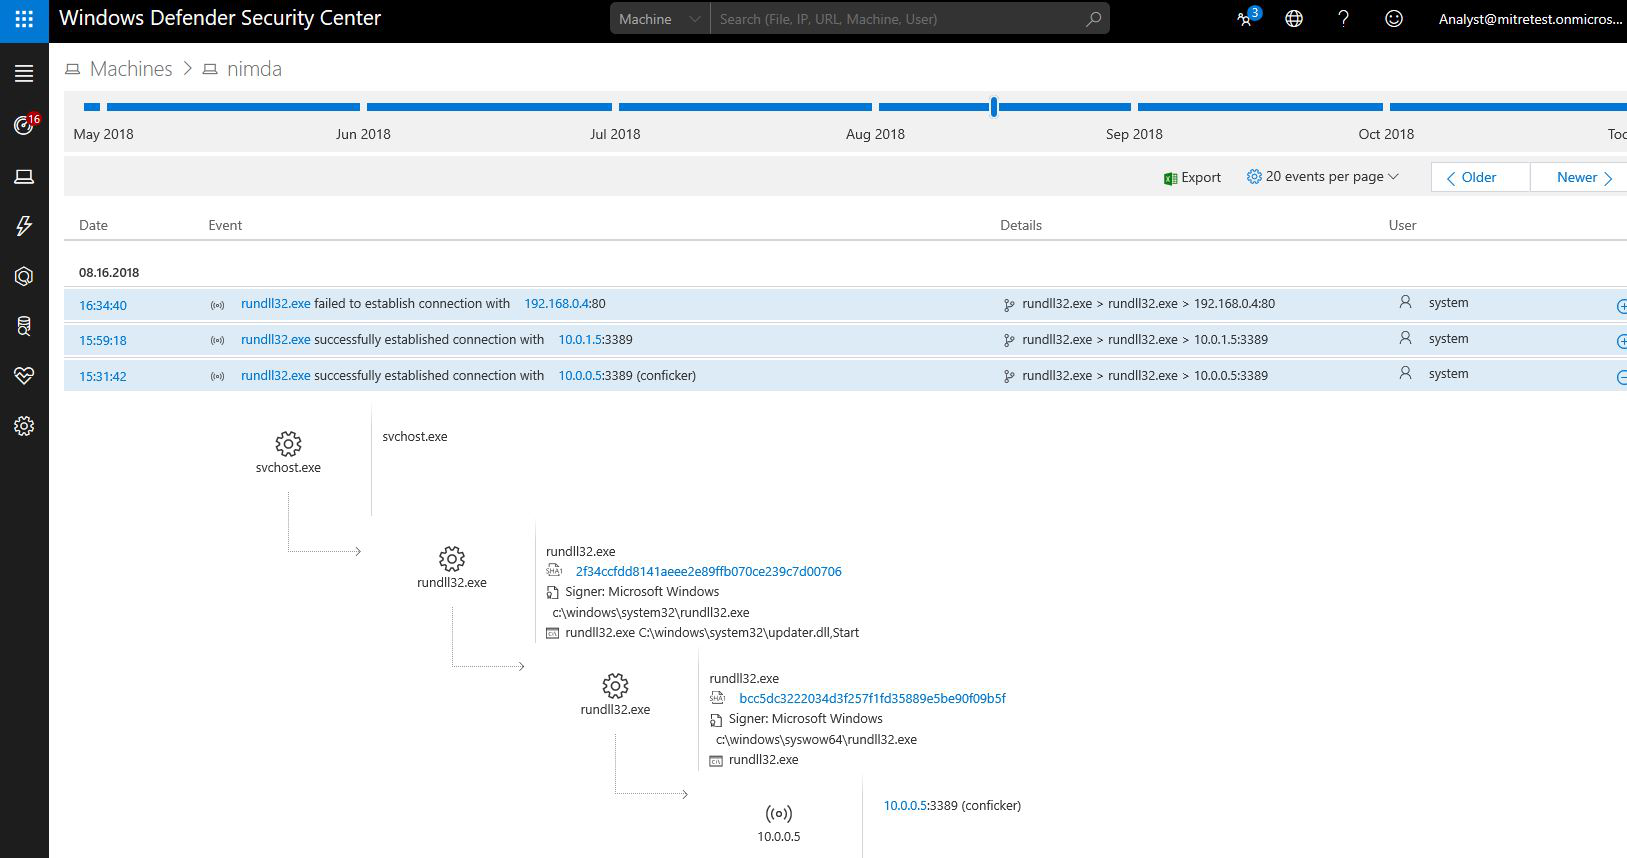 Windows Defender Security Center
Machine
Search (File, IP, URL, Machine, User)
3
Analyst@mitretest.onmicros...
Machines > nimda
16
May 2018 Jun 2018 Jul 2018 Aug 2018 Sep 2018 Oct 2018 Toc
Export 20 events per page Older Newer
Date Event Details User
08.16.2018
16:34:40 rundll32.exe failed to establish connection with 192.168.0.4:80 rundll32.exe > rundll32.exe > 192.168.0.4:80 system
15:59:18 rundll32.exe successfully established connection with 10.0.1.5:3389 rundll32.exe > rundll32.exe > 10.0.1.5:3389 system
15:31:42 rundll32.exe successfully established connection with 10.0.0.5:3389 (conficker) rundll32.exe > rundll32.exe > 10.0.0.5:3389 system
svchost.exe
svchost.exe
rundll32.exe
rundll32.exe
SHA1 2f34ccfdd8141aeee2e89ffb070ce239c7d00706
Signer: Microsoft Windows
c:\windows\system32\rundll32.exe
rundll32.exe C:\windows\system32\updater.dll,Start
rundll32.exe
rundll32.exe
SHA1 bcc5dc3222034d3f257f1fd35889e5be90f09b5f
Signer: Microsoft Windows
c:\windows\syswow64\rundll32.exe
rundll32.exe
10.0.0.5:3389 (conficker)
10.0.0.5